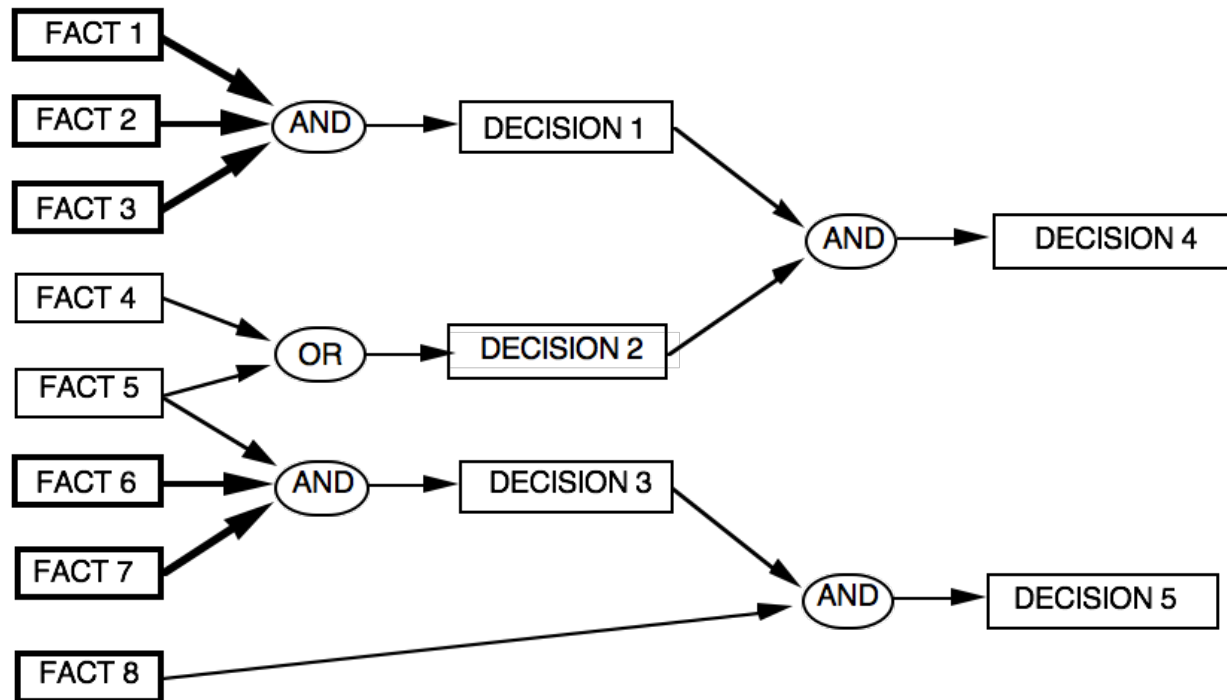 FACT 1
FACT 2
AND
DECISION 1
FACT 3
AND
DECISION 4
FACT 4
OR
DECISION 2
FACT 5
FACT 6
AND
DECISION 3
FACT 7
AND
DECISION 5
FACT 8